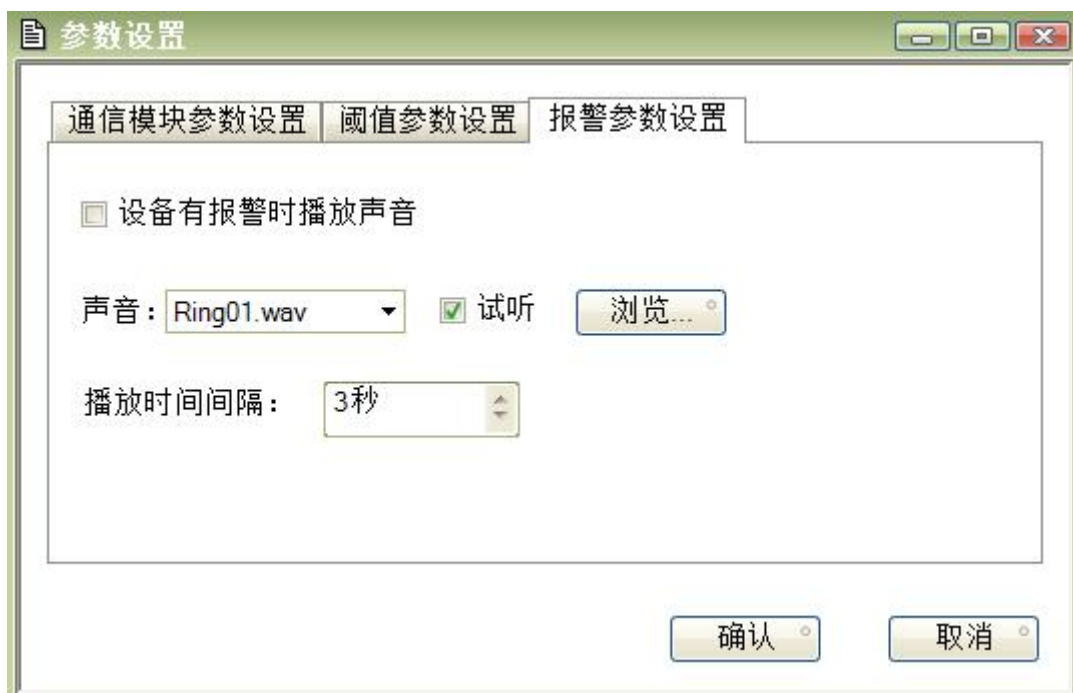 参数设置
通信模块参数设置 阈值参数设置 报警参数设置
设备有报警时播放声音
声音: Ring01.wav 试听 浏览...
播放时间间隔: 3秒
确认 取消